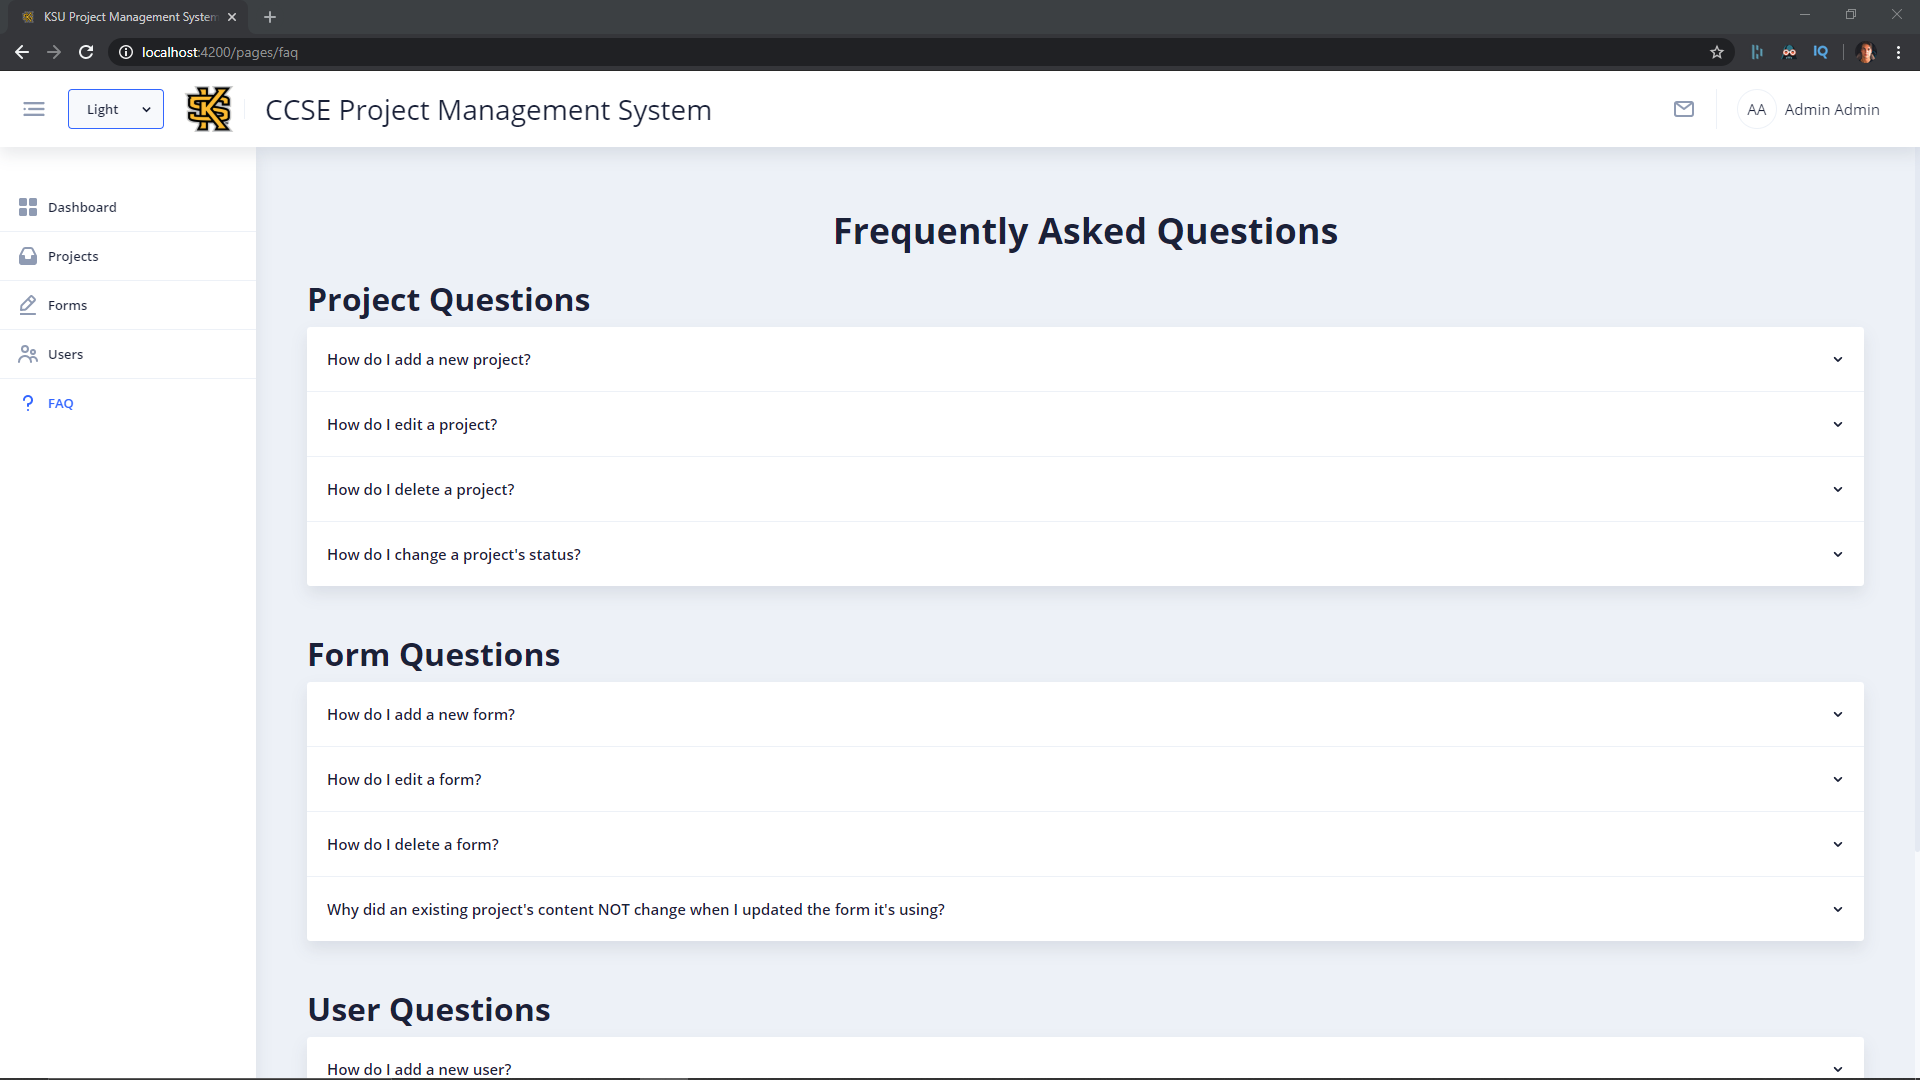 KSU Project Management System
localhost:4200/pages/faq
IQ
Light
KS
CCSE Project Management System
AA
Admin Admin
Dashboard
Projects
Forms
Users
? FAQ
Frequently Asked Questions
Project Questions
How do I add a new project?
How do I edit a project?
How do I delete a project?
How do I change a project's status?
Form Questions
How do I add a new form?
How do I edit a form?
How do I delete a form?
Why did an existing project's content NOT change when I updated the form it's using?
User Questions
How do I add a new user?